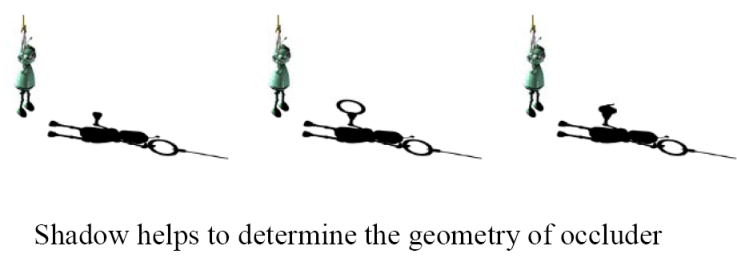 Shadow helps to determine the geometry of occluder